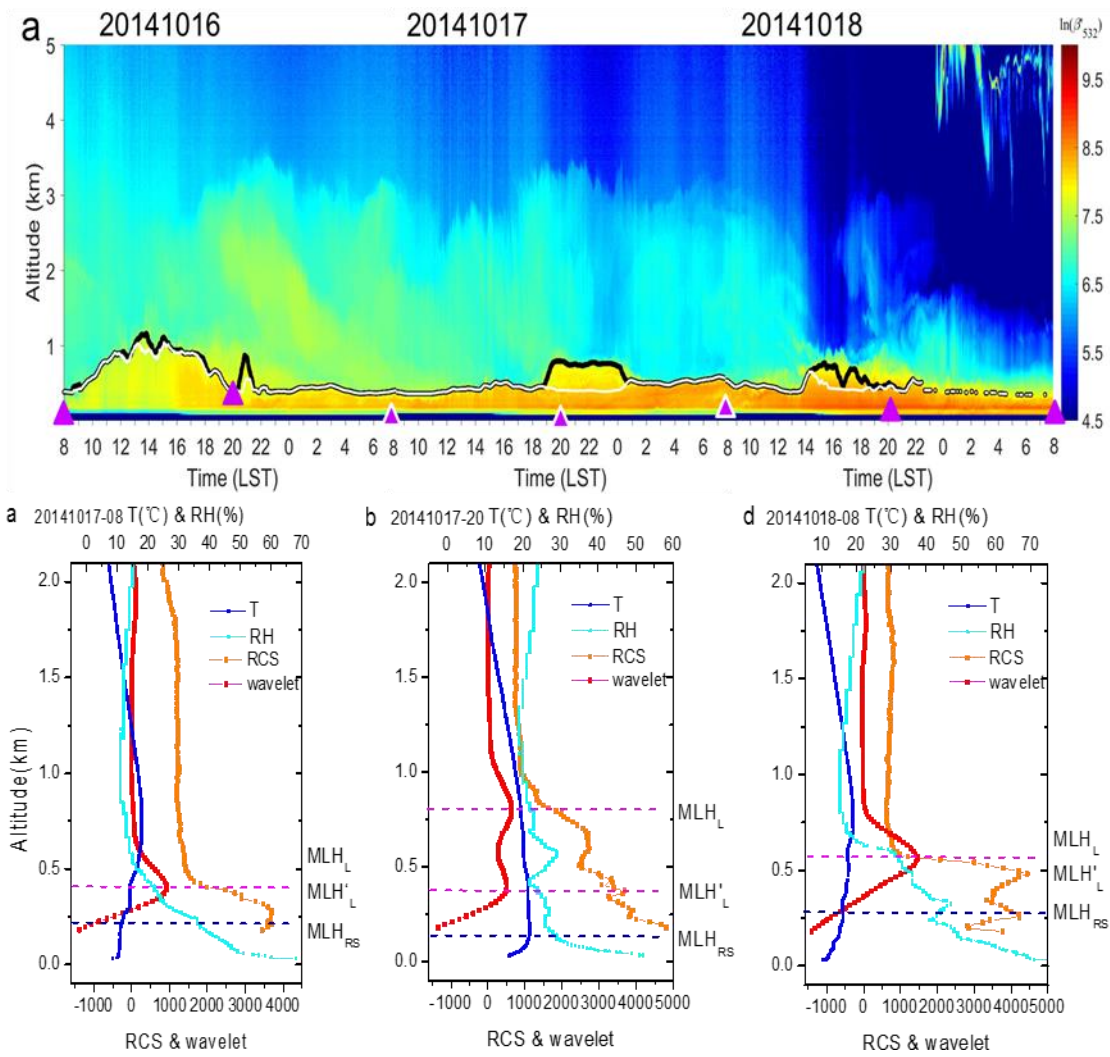 a 20141016 20141017 20141018 ln(β'532)
5
4
3
2
1
Altitude (km)
9.5
8.5
7.5
6.5
5.5
4.5
8 10 12 14 16 18 20 22 0 2 4 6 8 10 12 14 16 18 20 22 0 2 4 6 8 10 12 14 16 18 20 22 0 2 4 6 8
Time (LST) Time (LST) Time (LST)
a 20141017-08 T(℃) & RH(%)
0 10 20 30 40 50 60 70
2.0
1.5
1.0
0.5
0.0
Altitude(km)
T
RH
RCS
wavelet
MLHL
MLH'L
MLHRS
-1000 0 1000 2000 3000 4000
RCS & wavelet
b 20141017-20 T(℃) & RH(%)
0 10 20 30 40 50 60
2.0
1.5
1.0
0.5
0.0
T
RH
RCS
wavelet
MLHL
MLH'L
MLHRS
-1000 0 1000 2000 3000 4000 5000
RCS & wavelet
d 20141018-08 T(℃) & RH(%)
10 20 30 40 50 60 70
2.0
1.5
1.0
0.5
0.0
T
RH
RCS
wavelet
MLHL
MLH'L
MLHRS
-1000 0 1000 2000 3000 4000 5000
RCS & wavelet